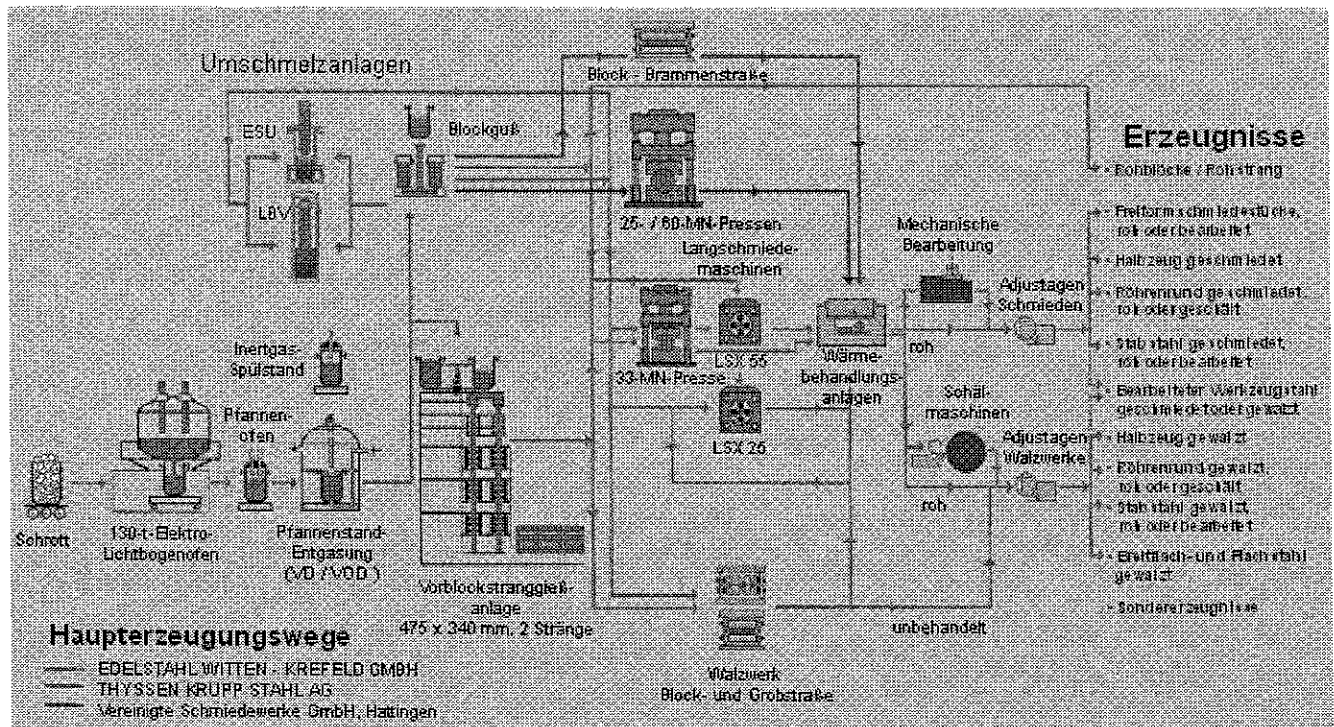 Umschmelzanlagen
ESU
LBV
Blockguß
Block - Brammenstraße
25- / 60-MN-Pressen
Langschmiede-
maschinen
LSX 55
33-MN-Presse
LSX 25
Wärme-
behandlungs-
anlagen
Mechanische
Bearbeitung
roh
Adjustagen
Schmieden
Schäl-
maschinen
Adjustagen
Walzwerke
roh
unbehandelt
Inertgas-
Spülstand
Pfannen-
ofen
Schrott
130-t-Elektro-
Lichtbogenofen
Pfannenstand-
Entgasung
(VD / VOD )
Vorblockstranggieß-
anlage
475 x 340 mm, 2 Stränge
Walzwerk
Block- und Grobstraße
Erzeugnisse
- Rohblöcke / Rohstrang
- Freiformschmiedestücke,
roh oder bearbeitet
- Halbzeug geschmiedet
- Röhrenrund geschmiedet,
roh oder geschält
- Stabstahl geschmiedet,
roh oder bearbeitet
- Bearbeiteter Werkzeugstahl
geschmiedet oder gewalzt
- Halbzeug gewalzt
- Röhrenrund gewalzt,
roh oder geschält
- Stabstahl gewalzt,
roh oder bearbeitet
- Breitflach- und Flachstahl
gewalzt
- Sondererzeugnisse
Haupterzeugungswege
EDELSTAHL WITTEN - KREFELD GMBH
THYSSEN KRUPP STAHL AG
Vereinigte Schmiedewerke GmbH, Hattingen